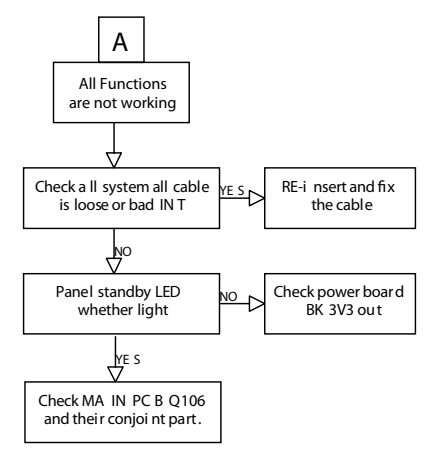 A
All Functions
are not working
Check a ll system all cable
is loose or bad IN T
YE S
RE-i nsert and fix
the cable
NO
Panel standby LED
whether light
NO
Check power board
BK 3V3 out
YE S
Check MA IN PC B Q106
and their conjoi nt part.